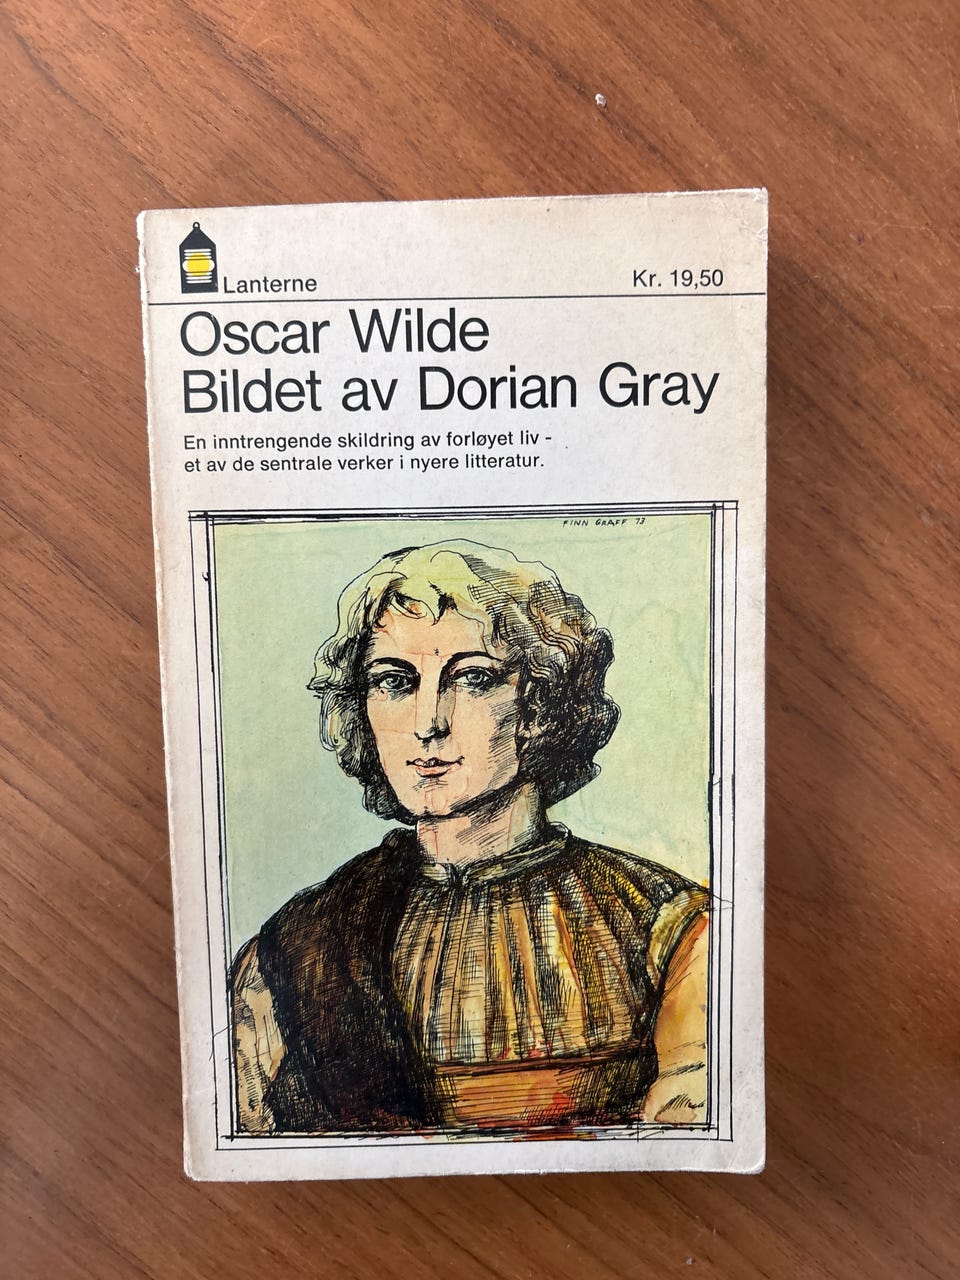 Lanterne
Kr. 19,50
Oscar Wilde
Bildet av Dorian Gray
En inntrengende skildring av forløyet liv -
et av de sentrale verker i nyere litteratur.
FINN GRAFF 73